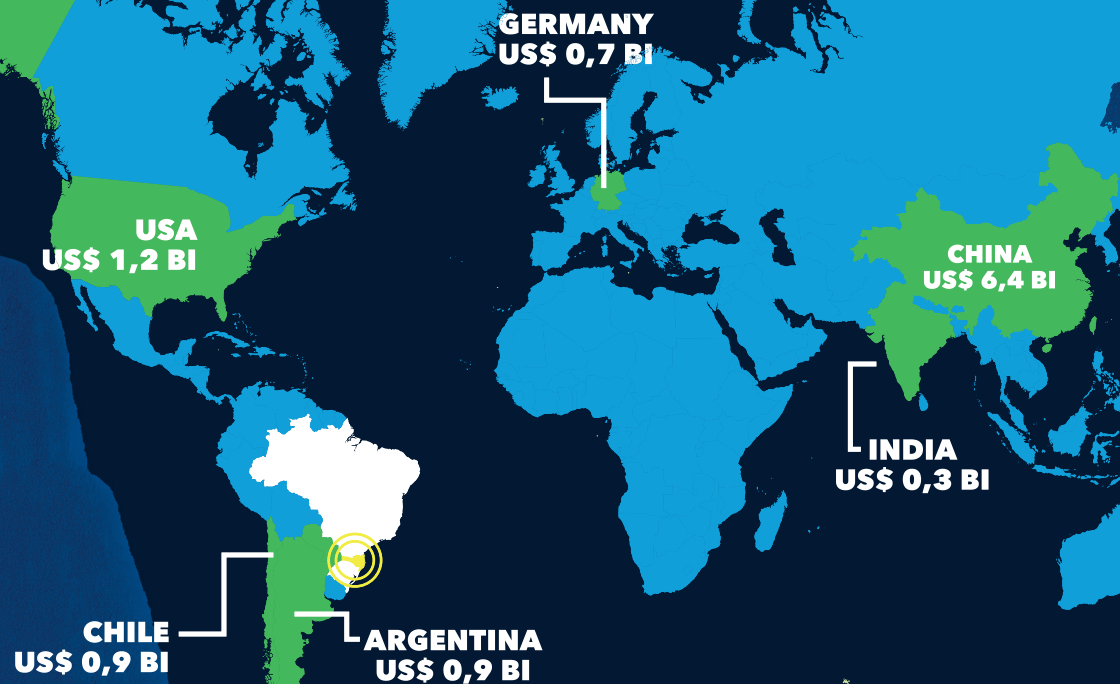 GERMANY
US$ 0,7 BI
USA
US$ 1,2 BI
CHINA
US$ 6,4 BI
INDIA
US$ 0,3 BI
CHILE
US$ 0,9 BI
ARGENTINA
US$ 0,9 BI